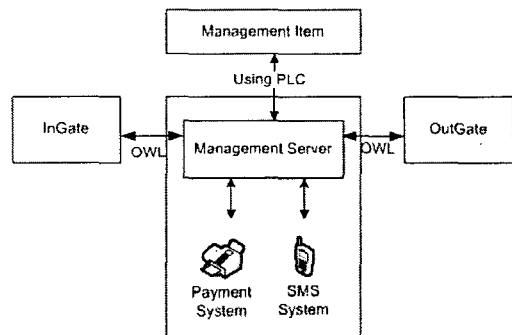 Management Item
Using PLC
InGate
OWL
Management Server
OWL
OutGate
Payment
System
SMS
System